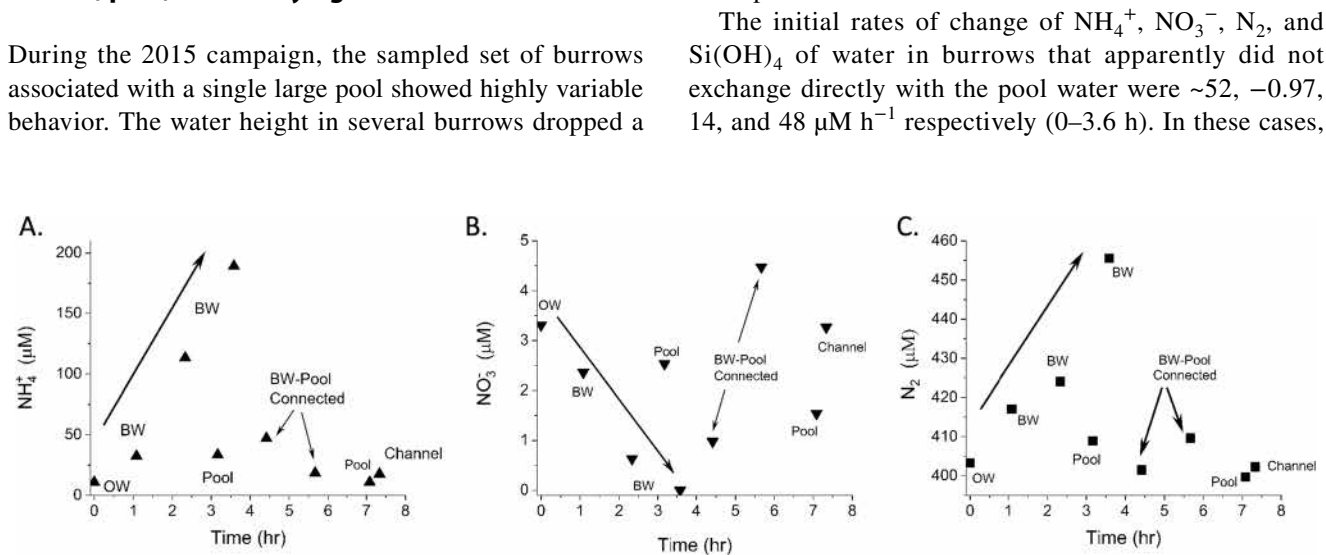 During the 2015 campaign, the sampled set of burrows
associated with a single large pool showed highly variable
behavior. The water height in several burrows dropped a
The initial rates of change of NH₄⁺, NO₃⁻, N₂, and
Si(OH)₄ of water in burrows that apparently did not
exchange directly with the pool water were ~52, −0.97,
14, and 48 μM h⁻¹ respectively (0–3.6 h). In these cases,
A.
200
150
100
50
0
NH₄⁺ (μM)
BW
BW
OW
Pool
BW-Pool
Connected
Pool
Channel
0 1 2 3 4 5 6 7 8
Time (hr)
B.
5
4
3
2
1
0
NO₃⁻ (μM)
OW
BW
Pool
BW
BW-Pool
Connected
Channel
Pool
0 1 2 3 4 5 6 7 8
Time (hr)
C.
460
450
440
430
420
410
400
N₂ (μM)
BW
BW
BW
OW
Pool
BW-Pool
Connected
Pool
Channel
0 1 2 3 4 5 6 7 8
Time (hr)